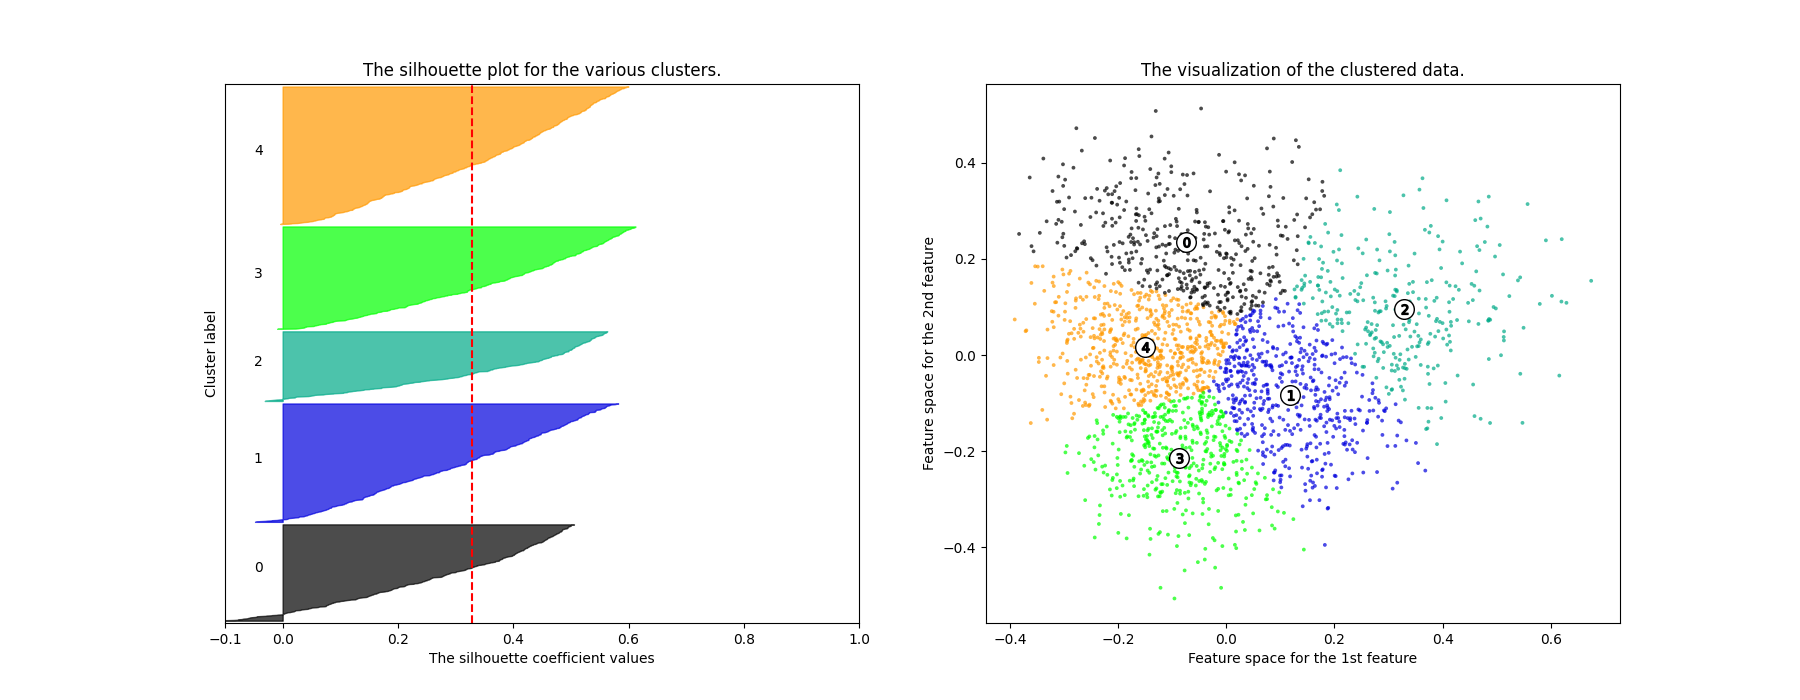 The silhouette plot for the various clusters.
Cluster label
4
3
2
1
0
−0.1 0.0 0.2 0.4 0.6 0.8 1.0
The silhouette coefficient values
The visualization of the clustered data.
Feature space for the 2nd feature
0.4
0.2
0.0
−0.2
−0.4
0
2
4
1
3
−0.4 −0.2 0.0 0.2 0.4 0.6
Feature space for the 1st feature